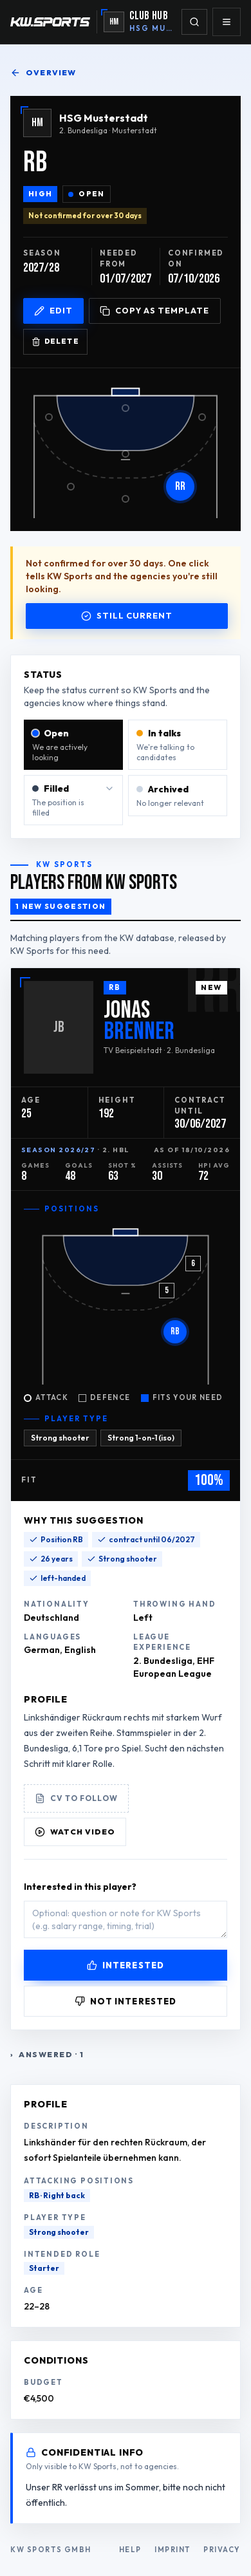 KW.SPORTS
HM
CLUB HUB
HSG MU...
OVERVIEW
HM
HSG Musterstadt
2. Bundesliga · Musterstadt
RB
HIGH
OPEN
Not confirmed for over 30 days
SEASON
2027/28
NEEDED FROM
01/07/2027
CONFIRMED ON
07/10/2026
EDIT
COPY AS TEMPLATE
DELETE
RB
Not confirmed for over 30 days. One click
tells KW Sports and the agencies you're still
looking.
STILL CURRENT
STATUS
Keep the status current so KW Sports and the
agencies know where things stand.
Open
We are actively
looking
In talks
We're talking to
candidates
Filled
The position is
filled
Archived
No longer relevant
KW SPORTS
PLAYERS FROM KW SPORTS
1 NEW SUGGESTION
Matching players from the KW database, released by
KW Sports for this need.
JB
RB
NEW
JONAS
BRENNER
TV Beispielstadt · 2. Bundesliga
AGE
25
HEIGHT
192
CONTRACT UNTIL
30/06/2027
SEASON 2026/27 · 2. HBL
AS OF 18/10/2026
GAMES
8
GOALS
48
SHOT %
63
ASSISTS
30
HPI AVG
72
POSITIONS
6
5
RB
ATTACK
DEFENCE
FITS YOUR NEED
PLAYER TYPE
Strong shooter
Strong 1-on-1 (iso)
FIT
100%
WHY THIS SUGGESTION
Position RB
contract until 06/2027
26 years
Strong shooter
left-handed
NATIONALITY
Deutschland
THROWING HAND
Left
LANGUAGES
German, English
LEAGUE EXPERIENCE
2. Bundesliga, EHF
European League
PROFILE
Linkshändiger Rückraum rechts mit starkem Wurf
aus der zweiten Reihe. Stammspieler in der 2.
Bundesliga, 6,1 Tore pro Spiel. Sucht den nächsten
Schritt mit klarer Rolle.
CV TO FOLLOW
WATCH VIDEO
Interested in this player?
Optional: question or note for KW Sports
(e.g. salary range, timing, trial)
INTERESTED
NOT INTERESTED
› ANSWERED · 1
PROFILE
DESCRIPTION
Linkshänder für den rechten Rückraum, der
sofort Spielanteile übernehmen kann.
ATTACKING POSITIONS
RB · Right back
PLAYER TYPE
Strong shooter
INTENDED ROLE
Starter
AGE
22–28
CONDITIONS
BUDGET
€4,500
CONFIDENTIAL INFO
Only visible to KW Sports, not to agencies.
Unser RR verlässt uns im Sommer, bitte noch nicht
öffentlich.
KW SPORTS GMBH
HELP
IMPRINT
PRIVACY